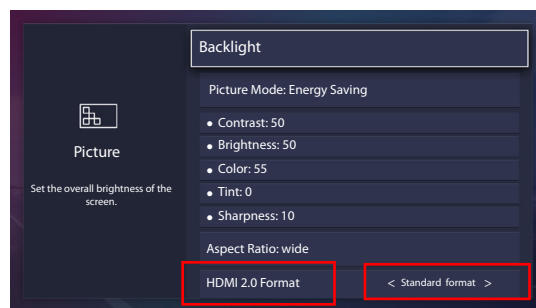 Backlight
Picture Mode: Energy Saving
• Contrast: 50
• Brightness: 50
• Color: 55
• Tint: 0
• Sharpness: 10
Aspect Ratio: wide
HDMI 2.0 Format < Standard format >
Picture
Set the overall brightness of the
screen.